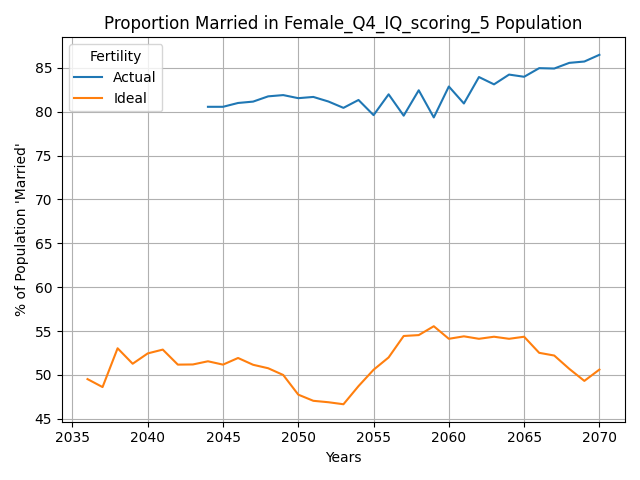 Proportion Married in Female_Q4_IQ_scoring_5 Population
Fertility
Actual
Ideal
% of Population 'Married'
85
80
75
70
65
60
55
50
45
2035 2040 2045 2050 2055 2060 2065 2070
Years